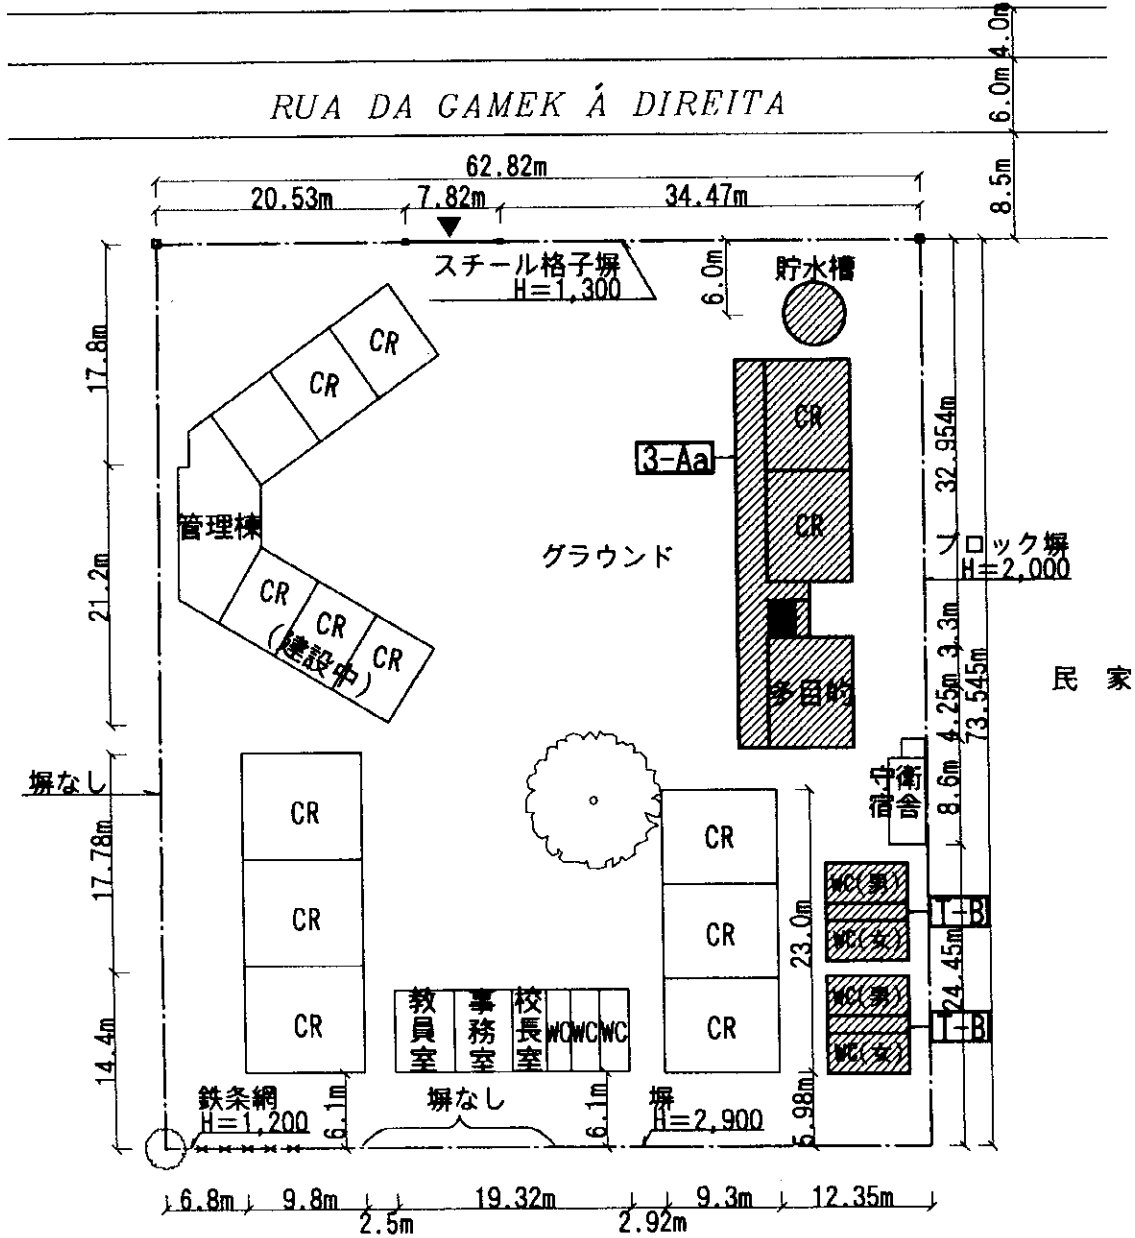 4.0m
6.0m
RUA DA GAMEK Á DIREITA
8.5m
62.82m
20.53m
7.82m
34.47m
スチール格子塀
H=1,300
6.0m
貯水槽
17.8m
CR
CR
CR
32.954m
3-Aa
管理棟
CR
グラウンド
ブロック塀
H=2,000
21.2m
CR
CR
CR
(建設中)
3.3m
4.25m
73.545m
多目的
民 家
塀なし
守衛
宿舎
8.6m
17.78m
CR
CR
CR
CR
CR
CR
23.0m
WC(男)
WC(女)
T-B
24.45m
WC(男)
WC(女)
T-B
14.4m
教員室
事務室
校長室
WC
WC
WC
鉄条網
H=1,200
6.1m
塀なし
6.1m
塀
H=2,900
5.98m
6.8m
9.8m
19.32m
9.3m
12.35m
2.5m
2.92m